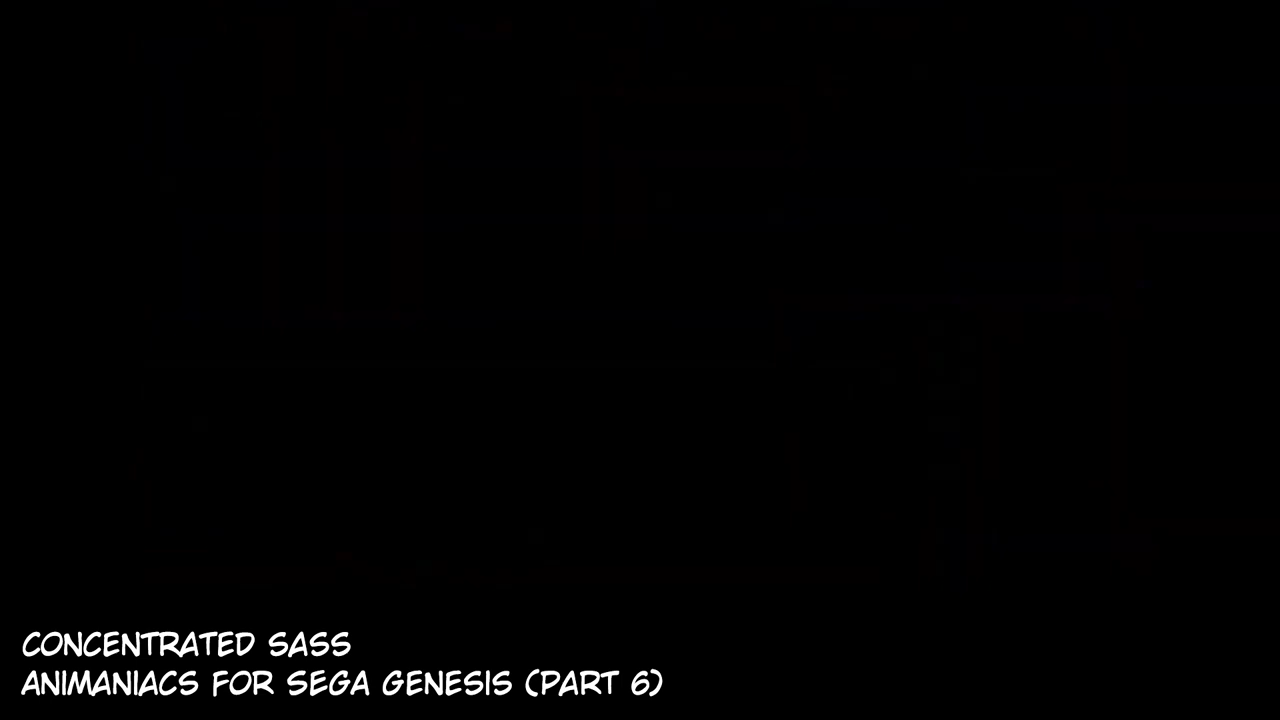 CONCENTRATED SASS
ANIMANIACS FOR SEGA GENESIS (PART 6)